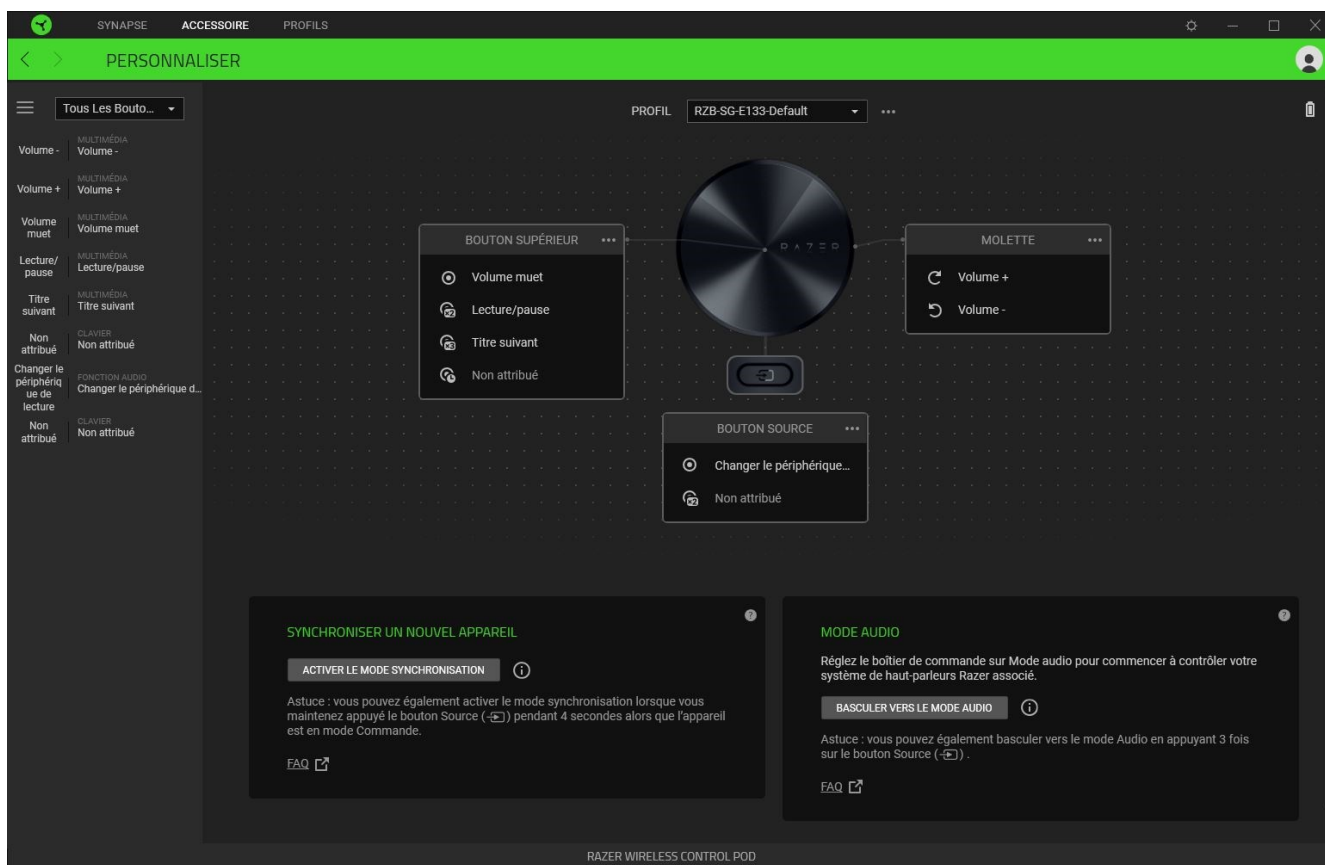 SYNAPSE ACCESSOIRE PROFILS
PERSONNALISER
Tous Les Bouto...
PROFIL RZB-SG-E133-Default
Volume -
MULTIMÉDIA
Volume -
Volume +
MULTIMÉDIA
Volume +
Volume
muet
MULTIMÉDIA
Volume muet
Lecture/
pause
MULTIMÉDIA
Lecture/pause
Titre
suivant
MULTIMÉDIA
Titre suivant
Non
attribué
CLAVIER
Non attribué
Changer le
périphériq
ue de
lecture
FONCTION AUDIO
Changer le périphérique d...
Non
attribué
CLAVIER
Non attribué
BOUTON SUPÉRIEUR
Volume muet
x2 Lecture/pause
x3 Titre suivant
Non attribué
RAZER
MOLETTE
Volume +
Volume -
BOUTON SOURCE
Changer le périphérique...
x2 Non attribué
SYNCHRONISER UN NOUVEL APPAREIL
ACTIVER LE MODE SYNCHRONISATION
Astuce : vous pouvez également activer le mode synchronisation lorsque vous
maintenez appuyé le bouton Source ( ) pendant 4 secondes alors que l'appareil
est en mode Commande.
FAQ
MODE AUDIO
Réglez le boîtier de commande sur Mode audio pour commencer à contrôler votre
système de haut-parleurs Razer associé.
BASCULER VERS LE MODE AUDIO
Astuce : vous pouvez également basculer vers le mode Audio en appuyant 3 fois
sur le bouton Source ( ) .
FAQ
RAZER WIRELESS CONTROL POD